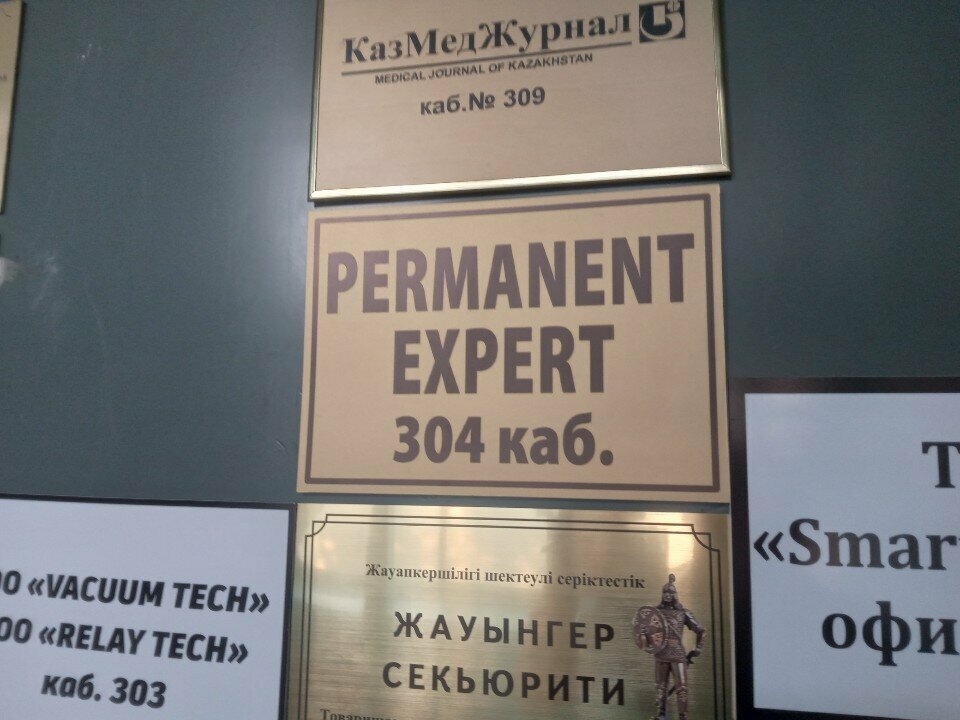 КазМедЖурнал
MEDICAL JOURNAL OF KAZAKHSTAN
каб.№ 309
PERMANENT
EXPERT
304 каб.
«VACUUM TECH»
«RELAY TECH»
каб. 303
Жауапкершілігі шектеулі серіктестік
ЖАУЫНГЕР
СЕКЬЮРИТИ